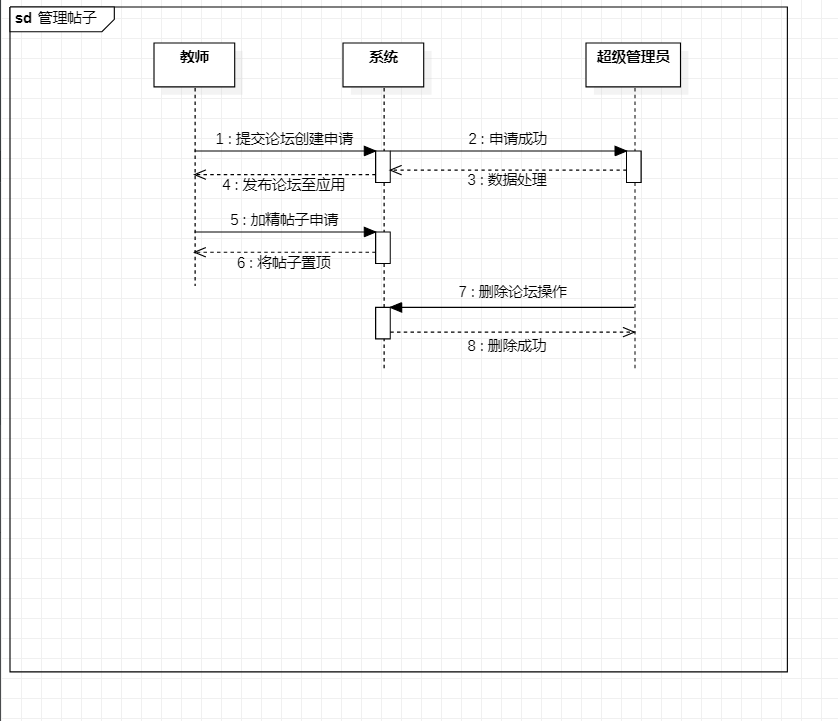 sd 管理帖子
教师
系统
超级管理员
1 : 提交论坛创建申请
2 : 申请成功
3 : 数据处理
4 : 发布论坛至应用
5 : 加精帖子申请
6 : 将帖子置顶
7 : 删除论坛操作
8 : 删除成功